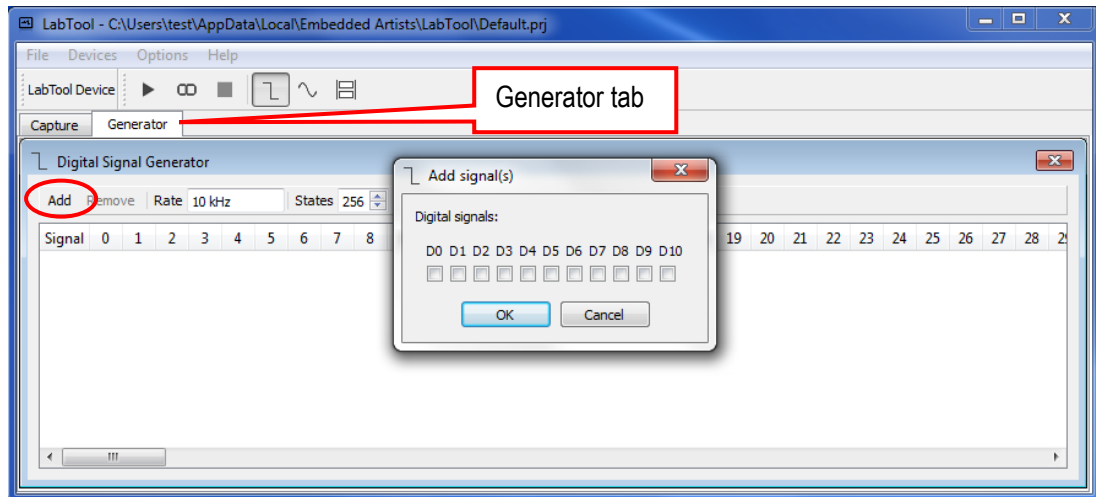 LabTool - C:\Users\test\AppData\Local\Embedded Artists\LabTool\Default.prj
File Devices Options Help
LabTool Device
Generator tab
Capture Generator
Digital Signal Generator
Add signal(s)
Add Remove Rate 10 kHz States 256
Digital signals:
Signal 0 1 2 3 4 5 6 7 8 19 20 21 22 23 24 25 26 27 28
D0 D1 D2 D3 D4 D5 D6 D7 D8 D9 D10
OK Cancel